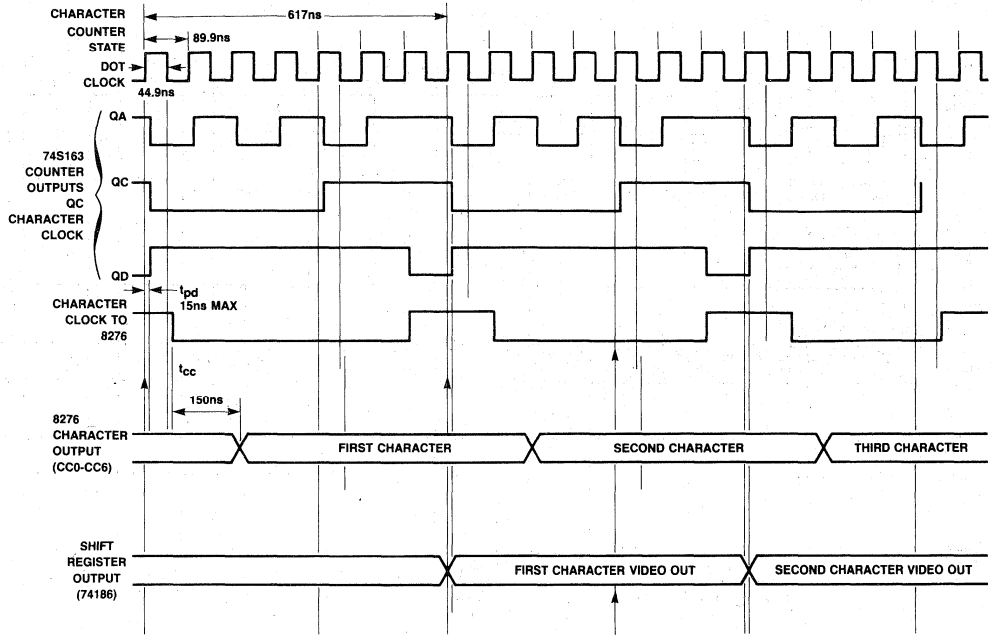 CHARACTER
COUNTER
STATE
617ns
89.9ns
DOT
CLOCK
44.9ns
QA
74S163
COUNTER
OUTPUTS
QC
CHARACTER
CLOCK
QC
QD
tpd
15ns MAX
CHARACTER
CLOCK TO
8276
tcc
150ns
8276
CHARACTER
OUTPUT
(CC0-CC6)
FIRST CHARACTER
SECOND CHARACTER
THIRD CHARACTER
SHIFT
REGISTER
OUTPUT
(74186)
FIRST CHARACTER VIDEO OUT
SECOND CHARACTER VIDEO OUT